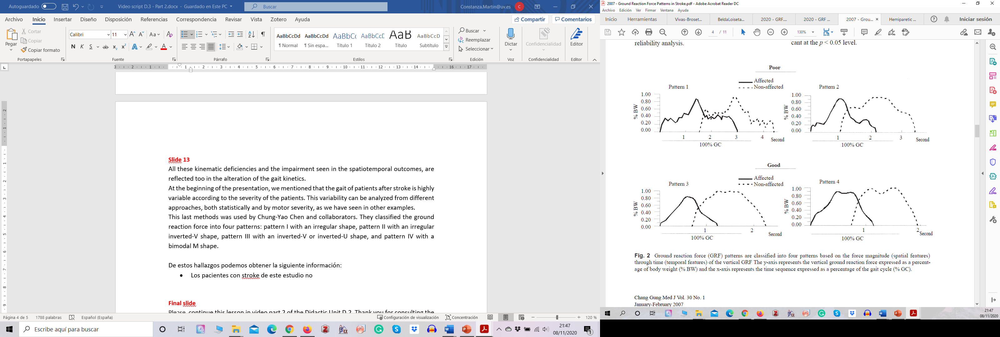 Autoguardado
Video script D.3 - Part 2.docx - Guardado en Este PC
Buscar
Constanza.Martin@uv.es
C
Archivo Inicio Insertar Diseño Disposición Referencias Correspondencia Revisar Vista Zotero Ayuda
Compartir Comentarios
Pegar
Cortar
Copiar
Copiar formato
Portapapeles
Calibri 11
N K S ab x₂ x²
Fuente
Párrafo
AaBbCcDd AaBbCcDd AaBbCc AaBbCcC AaB AaBbCcD
¶ Normal ¶ Sin espa... Título 1 Título 2 Título Subtítulo
Estilos
Buscar
Reemplazar
Seleccionar
Edición
Dictar
Voz
Confidencialidad
Confidencialidad
Editor
Editor
3 2 1 1 2 3 4 5 6 7 8 9 10 11 12 13 14 16 17
2 1 1 2 3 4 5 6 7 8 9
Slide 13
All these kinematic deficiencies and the impairment seen in the spatiotemporal outcomes, are
reflected too in the alteration of the gait kinetics.
At the beginning of the presentation, we mentioned that the gait of patients after stroke is highly
variable according to the severity of the patients. This variability can be analyzed from different
approaches, both statistically and by motor severity, as we have seen in other examples.
This last methods was used by Chung-Yao Chen and collaborators. They classified the ground
reaction force into four patterns: pattern I with an irregular shape, pattern II with an irregular
inverted-V shape, pattern III with an inverted-V or inverted-U shape, and pattern IV with a
bimodal M shape.
De estos hallazgos podemos obtener la siguiente información:
• Los pacientes con stroke de este estudio no
Final slide
Please, continue this lesson in video part 2 of the Didactic Unit D.2. Thank you for consulting the
Página 4 de 5 1788 palabras Español (España) Configuración de visualización Concentración 120 %
Escribe aquí para buscar
21:47
08/11/2020
1
2007 - Ground Reaction Force Patterns in Stroke.pdf - Adobe Acrobat Reader DC
Archivo Edición Ver Firmar Ventana Ayuda
Inicio Herramientas Vivas-Broset... BeldaLoiseta... 2020 - GRF.... 2020 - GRF ... 2007 - Grou... Hemiparetic ... Iniciar sesión
4 / 11 130%
reliability analysis.
cant at the p < 0.05 level.
Poor
Affected
Non-affected
Pattern 1
% BW
1.00
0.80
0.60
0.40
0.20
0.00
1 2 3 4 Second
100% GC
Pattern 2
% BW
1.00
0.80
0.60
0.40
0.20
0.00
1 2 3 Second
100% GC
Good
Affected
Non-affected
Pattern 3
% BW
1.00
0.80
0.60
0.40
0.20
0.00
1 2 Second
100% GC
Pattern 4
% BW
1.00
0.80
0.60
0.40
0.20
0.00
1 2 Second
100% GC
Fig. 2 Ground reaction force (GRF) patterns are classified into four patterns based on the force magnitude (spatial features)
through time (temporal features) of the vertical GRF The y-axis represents the vertical ground reaction force expressed as a percent-
age of body weight (% BW) and the x-axis represents the time sequence expressed as a percentage of the gait cycle (% GC).
Chang Gung Med J Vol. 30 No. 1
January-February 2007
21:47
08/11/2020